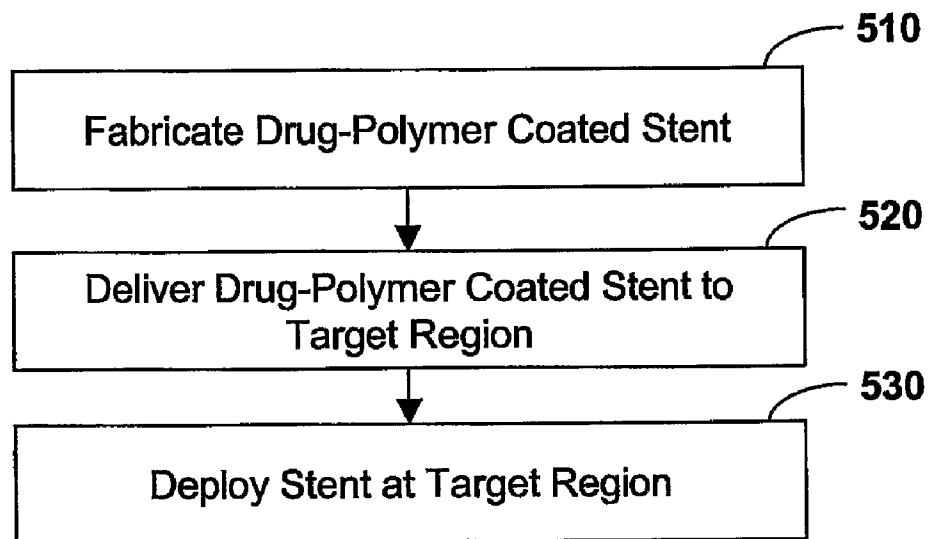 510
Fabricate Drug-Polymer Coated Stent
520
Deliver Drug-Polymer Coated Stent to
Target Region
530
Deploy Stent at Target Region